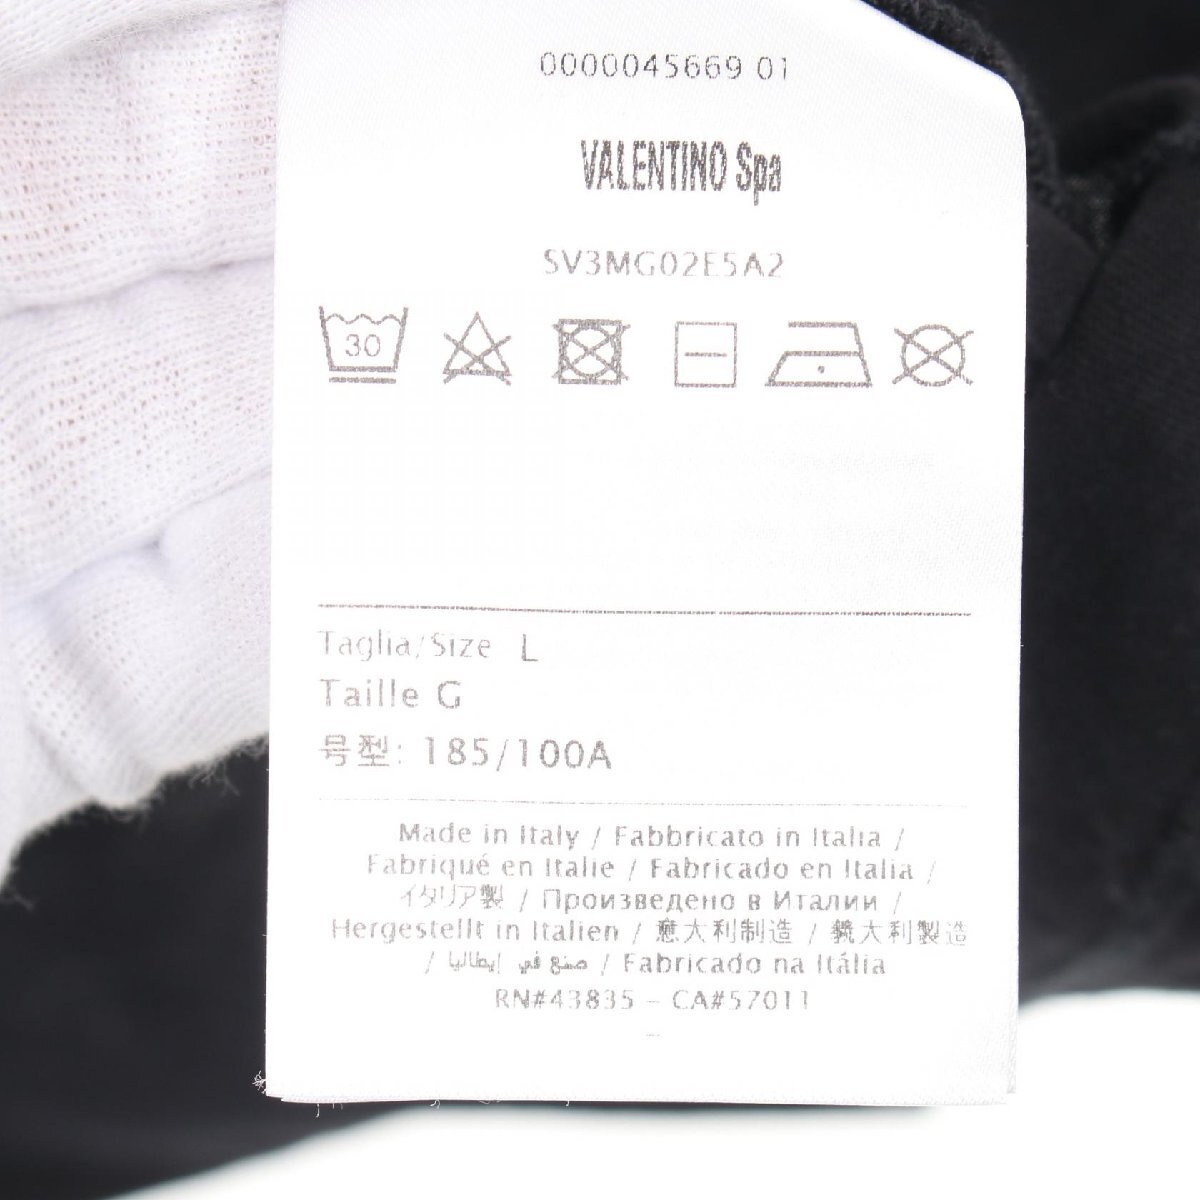 0000045669 01
VALENTINO Spa
SV3MG02E5A2
30
Taglia/Size L
Taille G
号型: 185/100A
Made in Italy / Fabbricato in Italia /
Fabriqué en Italie / Fabricado en Italia /
イタリア製 / Произведено в Италии /
Hergestellt in Italien / 意大利制造 / 義大利製造
/ صنع في إيطاليا / Fabricado na Itália
RN#43835 – CA#57011